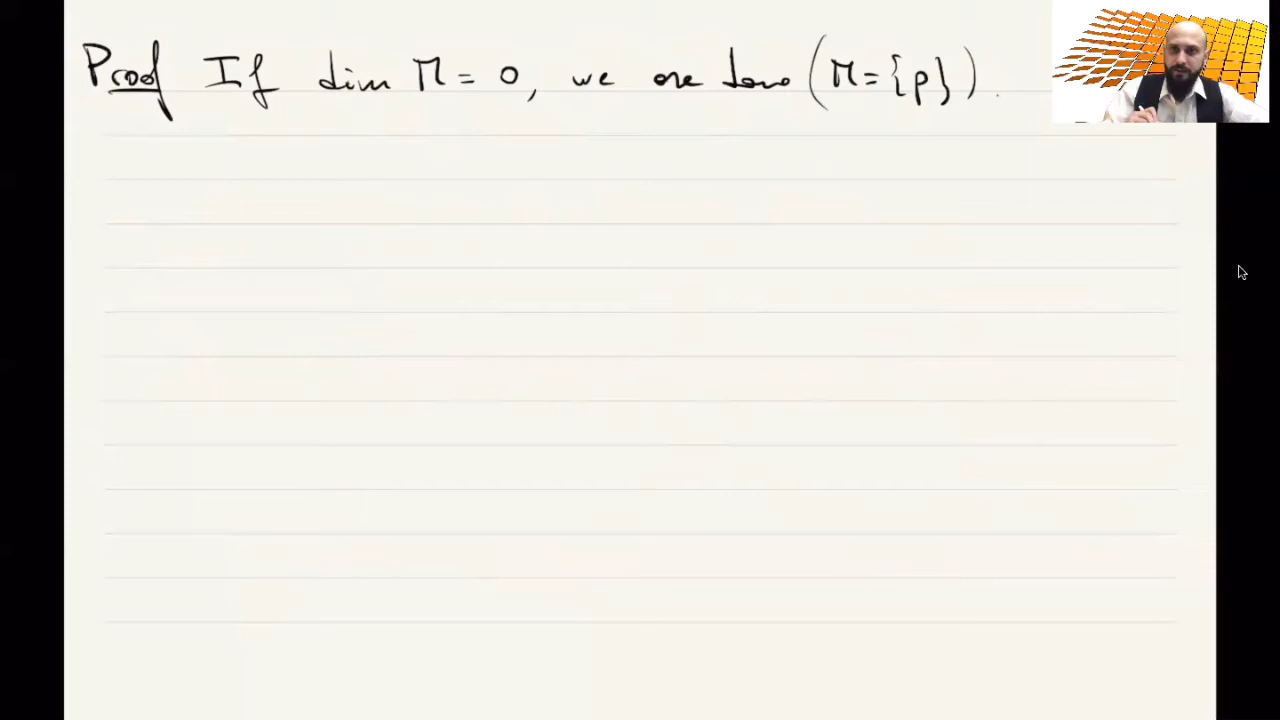 Proof If dim M = 0, we are done (M = {p}).